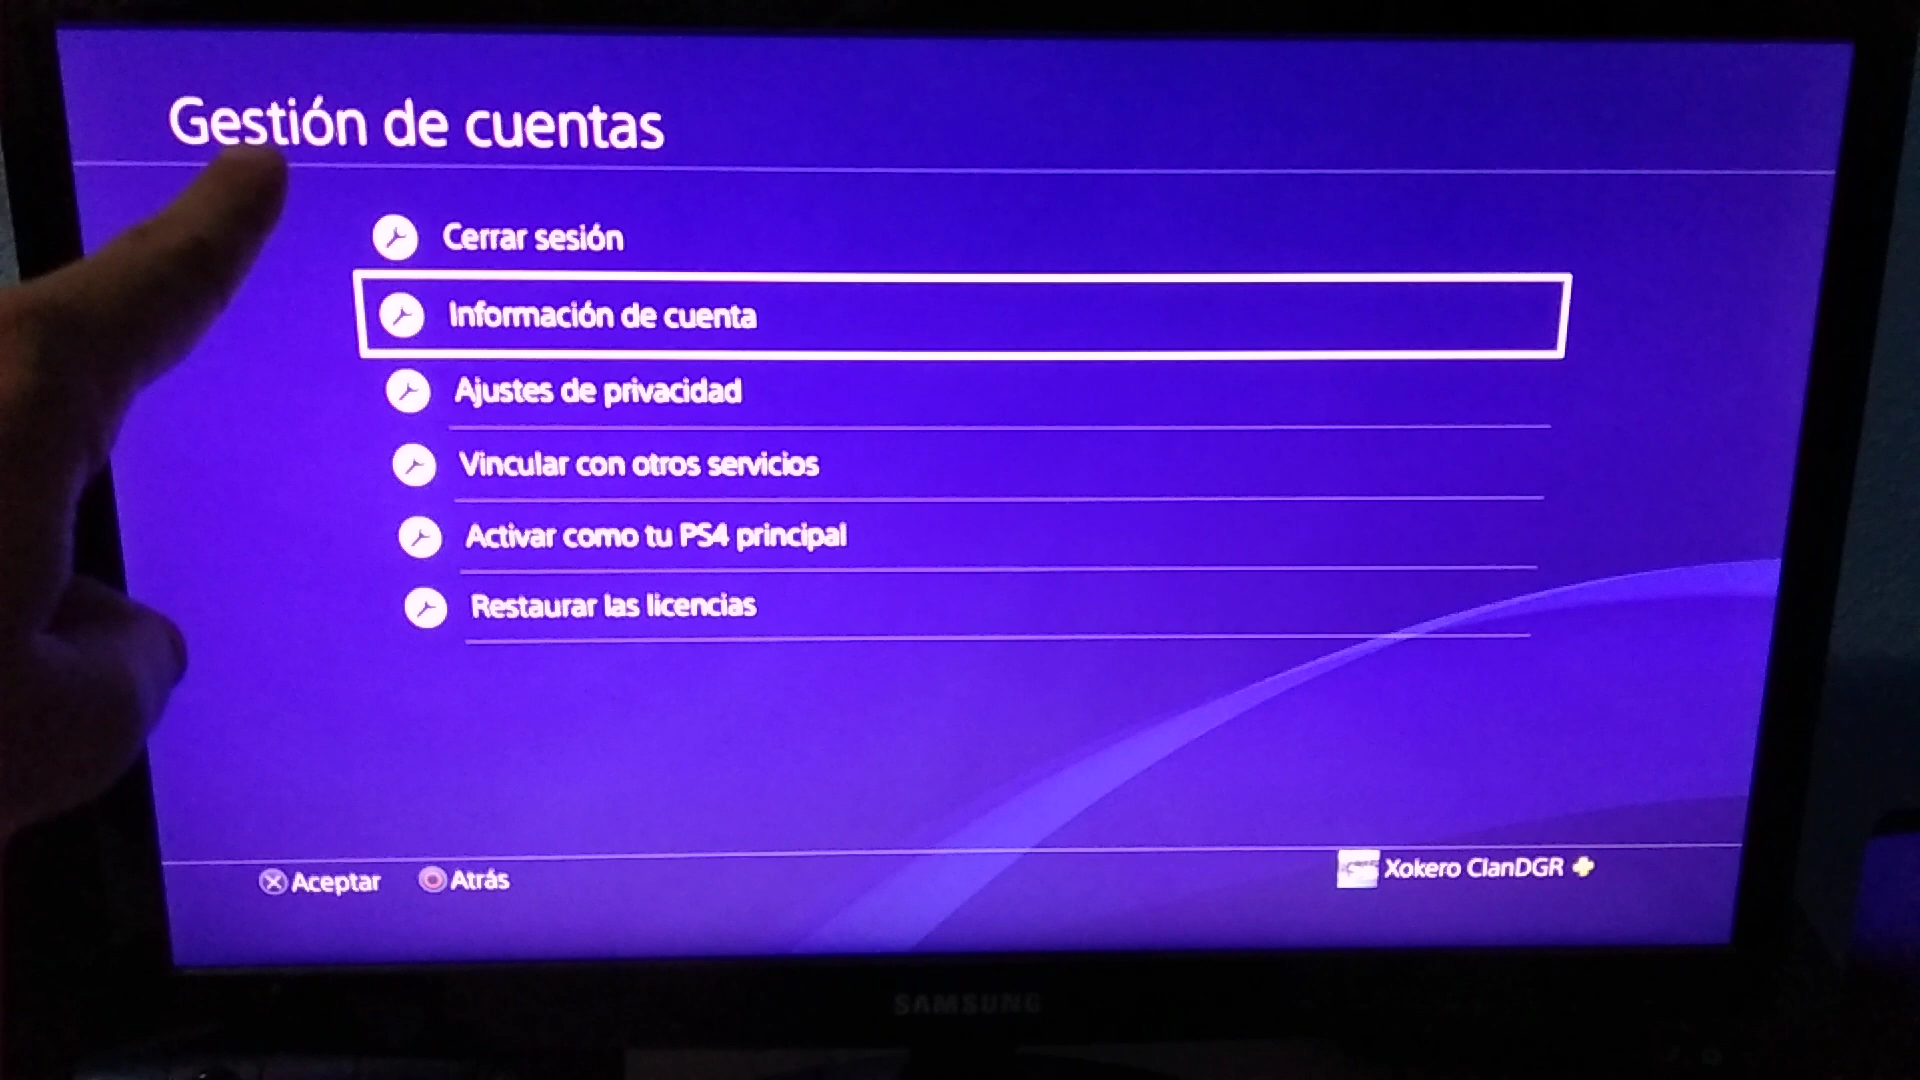 Gestión de cuentas
Cerrar sesión
Información de cuenta
Ajustes de privacidad
Vincular con otros servicios
Activar como tu PS4 principal
Restaurar las licencias
Aceptar
Atrás
Xokero ClanDGR
SAMSUNG